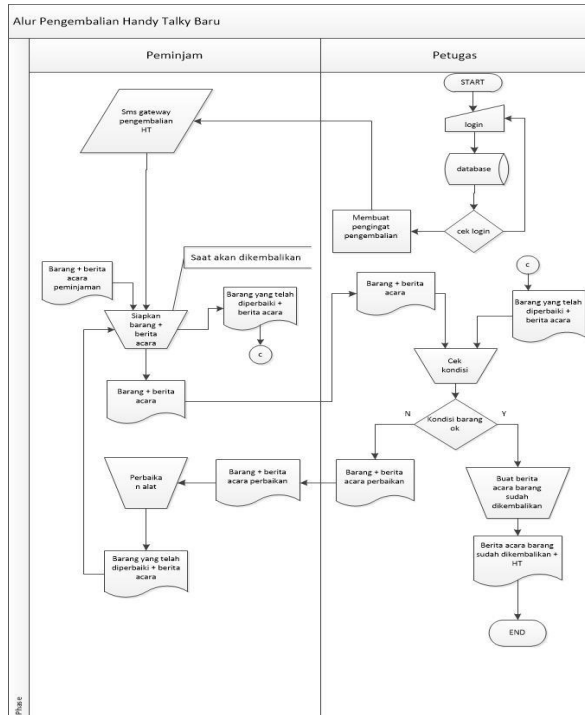 Alur Pengembalian Handy Talky Baru
Peminjam
Petugas
START
Sms gateway
pengembalian
HT
login
database
Membuat
pengingat
pengembalian
cek login
Saat akan dikembalikan
c
Barang + berita
acara
peminjaman
Barang + berita
acara
Barang yang telah
diperbaiki +
berita acara
Siapkan
barang +
berita
acara
Barang yang telah
diperbaiki +
berita acara
c
Cek
kondisi
Barang + berita
acara
N
Kondisi barang
ok
Y
Perbaika
n alat
Barang + berita
acara perbaikan
Barang + berita
acara perbaikan
Buat berita
acara barang
sudah
dikembalikan
Barang yang telah
diperbaiki + berita
acara
Berita acara barang
sudah dikembalikan +
HT
END
Phase